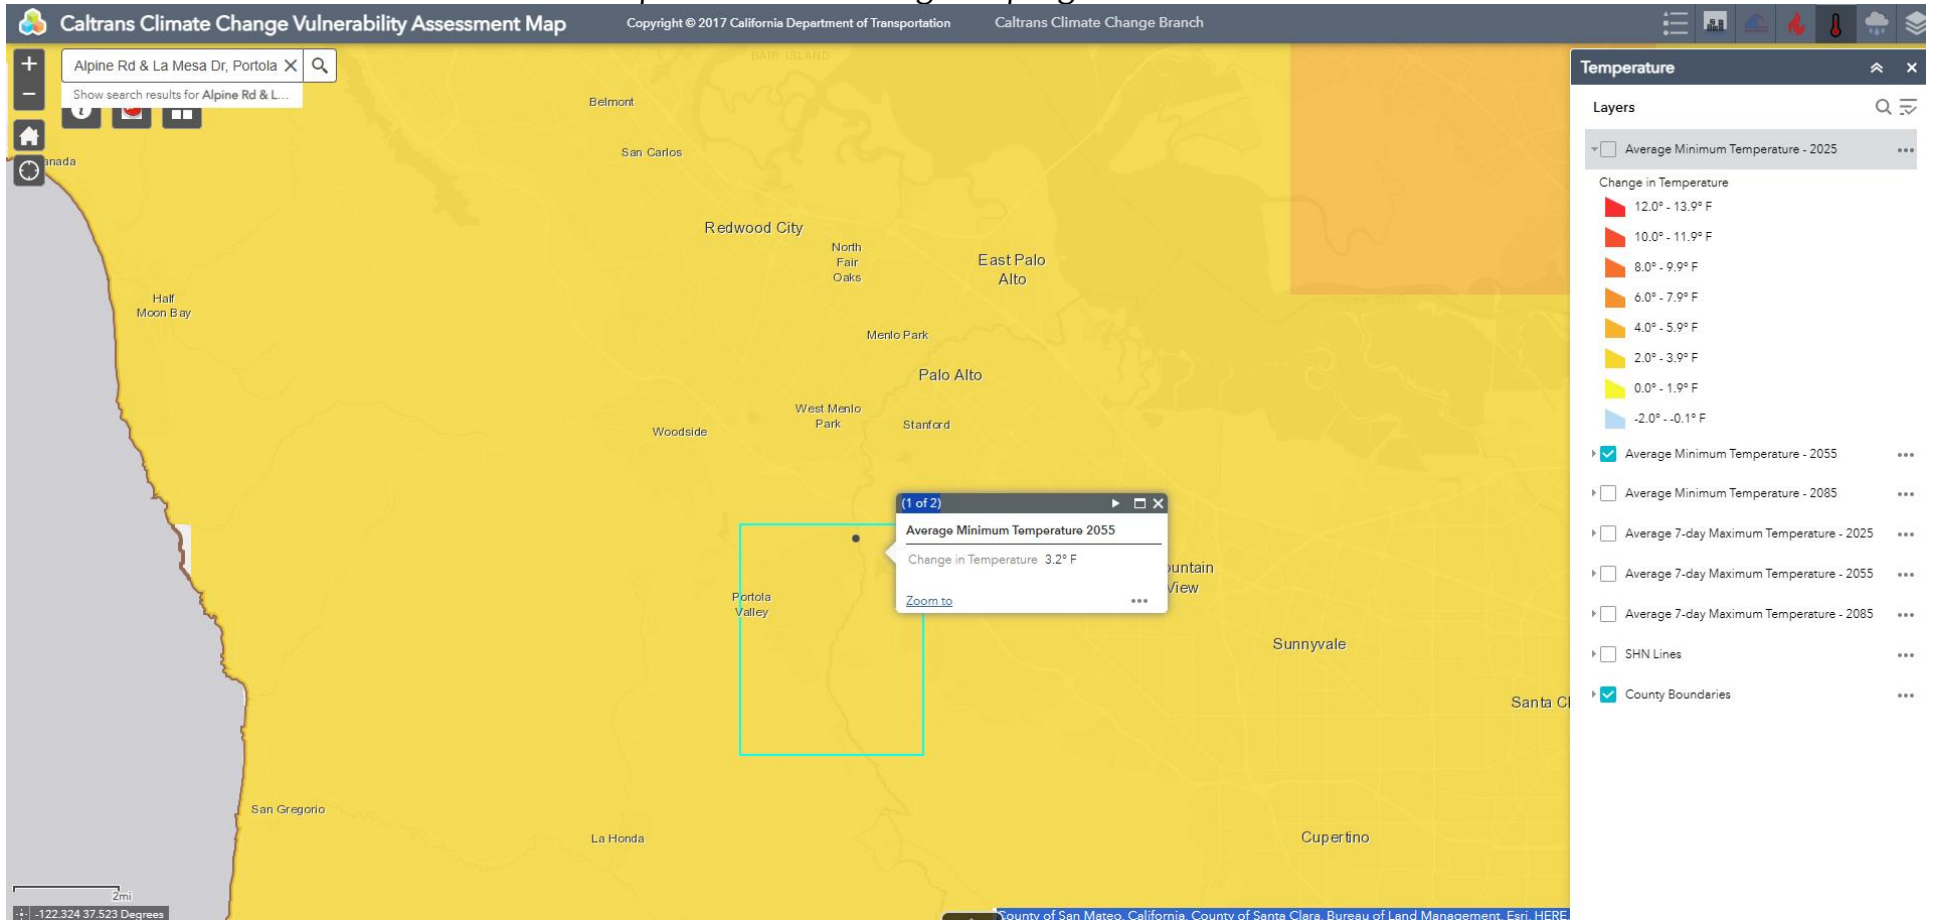 Caltrans Climate Change Vulnerability Assessment Map
Copyright © 2017 California Department of Transportation
Caltrans Climate Change Branch
Alpine Rd & La Mesa Dr, Portola
Show search results for Alpine Rd & L...
BAIR ISLAND
Belmont
San Carlos
anada
Redwood City
North
Fair
Oaks
East Palo
Alto
Half
Moon Bay
Menlo Park
Palo Alto
West Menlo
Park
Stanford
Woodside
(1 of 2)
Average Minimum Temperature 2055
Change in Temperature 3.2° F
Zoom to
Portola
Valley
ountain
View
Sunnyvale
Santa Cl
San Gregorio
La Honda
Cupertino
2mi
-122.324 37.523 Degrees
County of San Mateo, California, County of Santa Clara, Bureau of Land Management, Esri, HERE
Temperature
Layers
Average Minimum Temperature - 2025
Change in Temperature
12.0° - 13.9° F
10.0° - 11.9° F
8.0° - 9.9° F
6.0° - 7.9° F
4.0° - 5.9° F
2.0° - 3.9° F
0.0° - 1.9° F
-2.0° - -0.1° F
Average Minimum Temperature - 2055
Average Minimum Temperature - 2085
Average 7-day Maximum Temperature - 2025
Average 7-day Maximum Temperature - 2055
Average 7-day Maximum Temperature - 2085
SHN Lines
County Boundaries